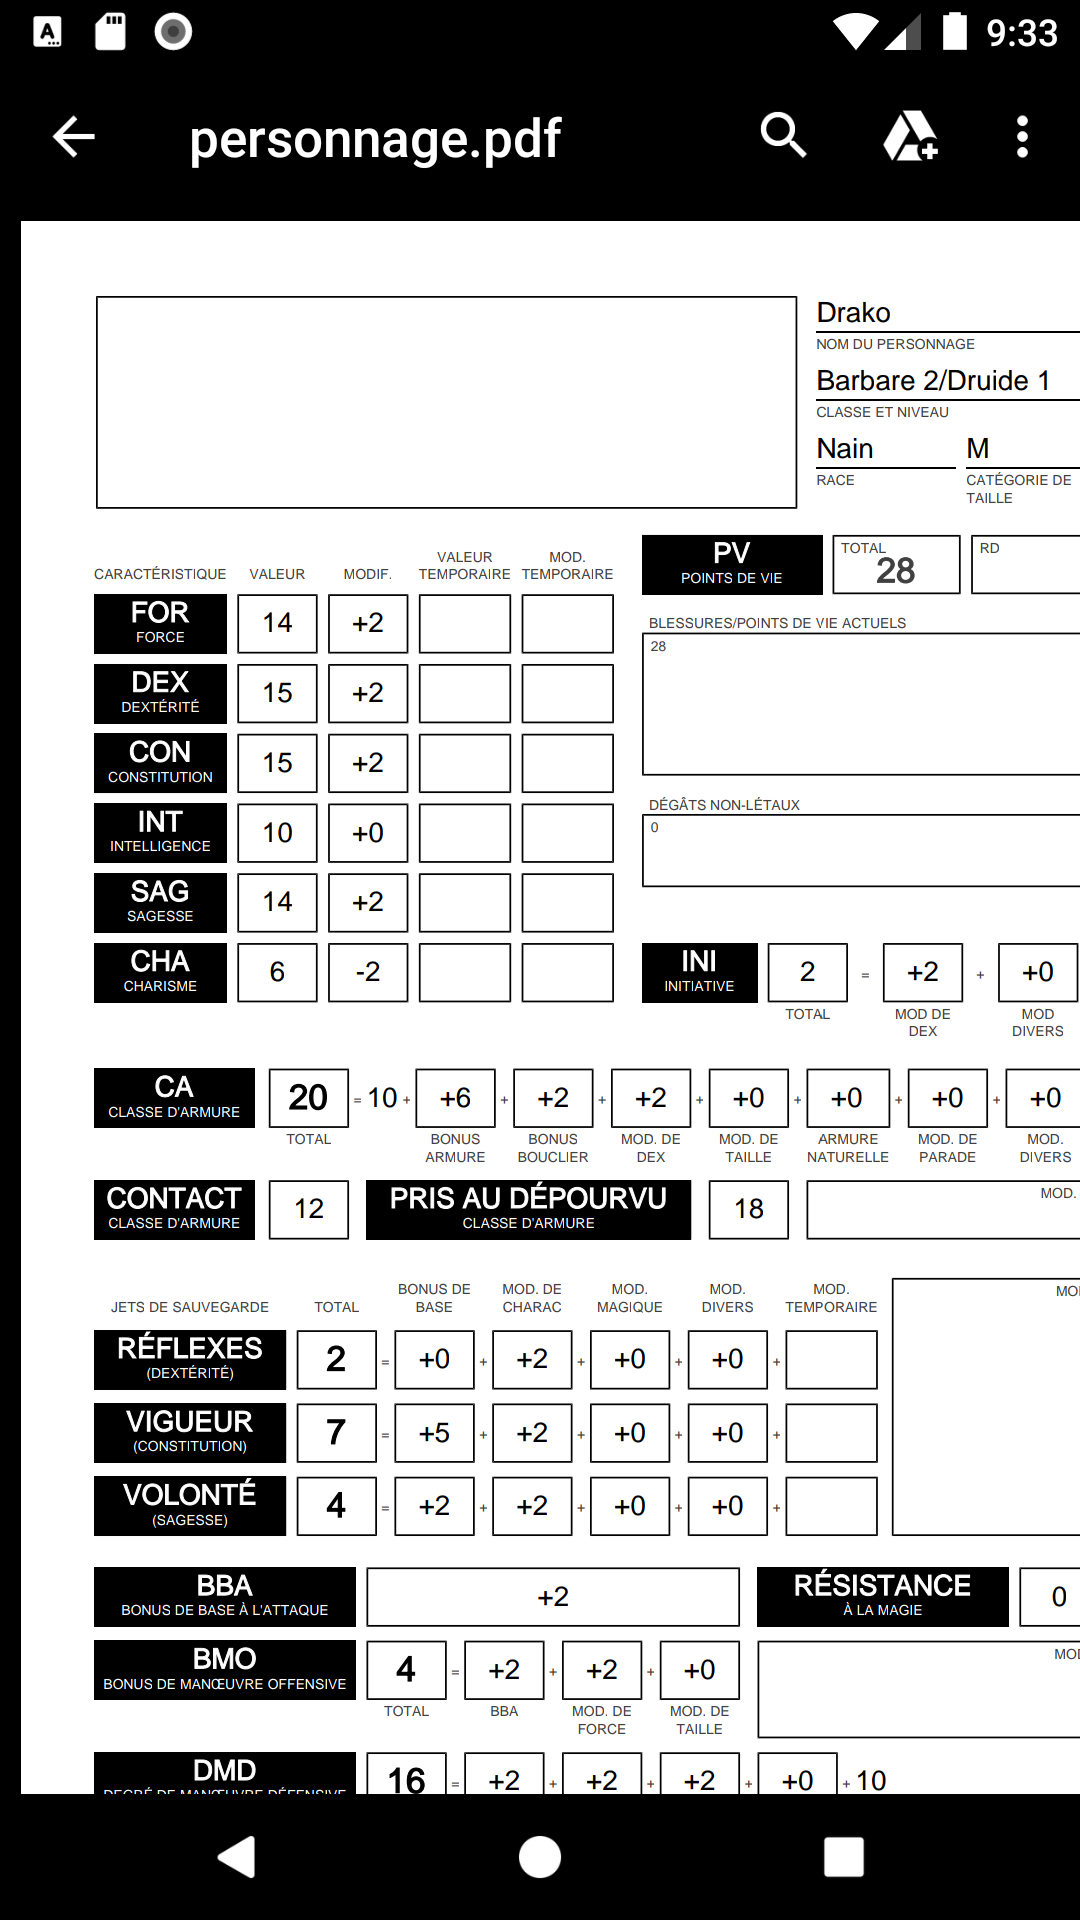 9:33
personnage.pdf
Drako
NOM DU PERSONNAGE
Barbare 2/Druide 1
CLASSE ET NIVEAU
Nain M
RACE CATÉGORIE DE
TAILLE
PV POINTS DE VIE TOTAL 28 RD
CARACTÉRISTIQUE VALEUR MODIF. VALEUR TEMPORAIRE MOD. TEMPORAIRE
FOR FORCE 14 +2
DEX DEXTÉRITÉ 15 +2
CON CONSTITUTION 15 +2
INT INTELLIGENCE 10 +0
SAG SAGESSE 14 +2
CHA CHARISME 6 -2
BLESSURES/POINTS DE VIE ACTUELS
28
DÉGÂTS NON-LÉTAUX
0
INI INITIATIVE 2 = +2 + +0
TOTAL MOD DE DEX MOD DIVERS
CA CLASSE D'ARMURE 20 = 10 + +6 + +2 + +2 + +0 + +0 + +0 + +0
TOTAL BONUS ARMURE BONUS BOUCLIER MOD. DE DEX MOD. DE TAILLE ARMURE NATURELLE MOD. DE PARADE MOD. DIVERS
CONTACT CLASSE D'ARMURE 12 PRIS AU DÉPOURVU CLASSE D'ARMURE 18 MOD.
JETS DE SAUVEGARDE TOTAL BONUS DE BASE MOD. DE CHARAC MOD. MAGIQUE MOD. DIVERS MOD. TEMPORAIRE
RÉFLEXES (DEXTÉRITÉ) 2 = +0 + +2 + +0 + +0 +
VIGUEUR (CONSTITUTION) 7 = +5 + +2 + +0 + +0 +
VOLONTÉ (SAGESSE) 4 = +2 + +2 + +0 + +0 +
BBA BONUS DE BASE À L'ATTAQUE +2 RÉSISTANCE À LA MAGIE 0
BMO BONUS DE MANŒUVRE OFFENSIVE 4 = +2 + +2 + +0
TOTAL BBA MOD. DE FORCE MOD. DE TAILLE
DMD DEGRÉ DE MANŒUVRE DÉFENSIVE 16 = +2 + +2 + +2 + +0 + 10